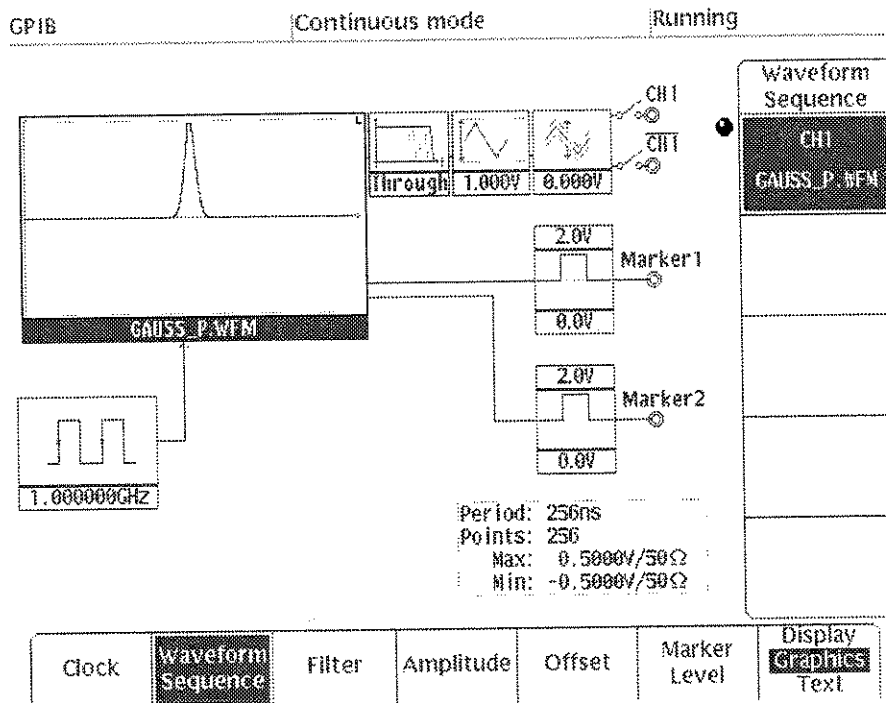 GPIB
Continuous mode
Running
Waveform
Sequence
CH1
GAUSS_P.WFM
CH1
CH1
Through
1.000V
0.000V
GAUSS_P.WFM
2.0V
Marker1
0.0V
2.0V
Marker2
0.0V
1.000000GHz
Period: 256ns
Points: 256
Max: 0.5000V/50Ω
Min: -0.5000V/50Ω
Clock
Waveform
Sequence
Filter
Amplitude
Offset
Marker
Level
Display
Graphics
Text